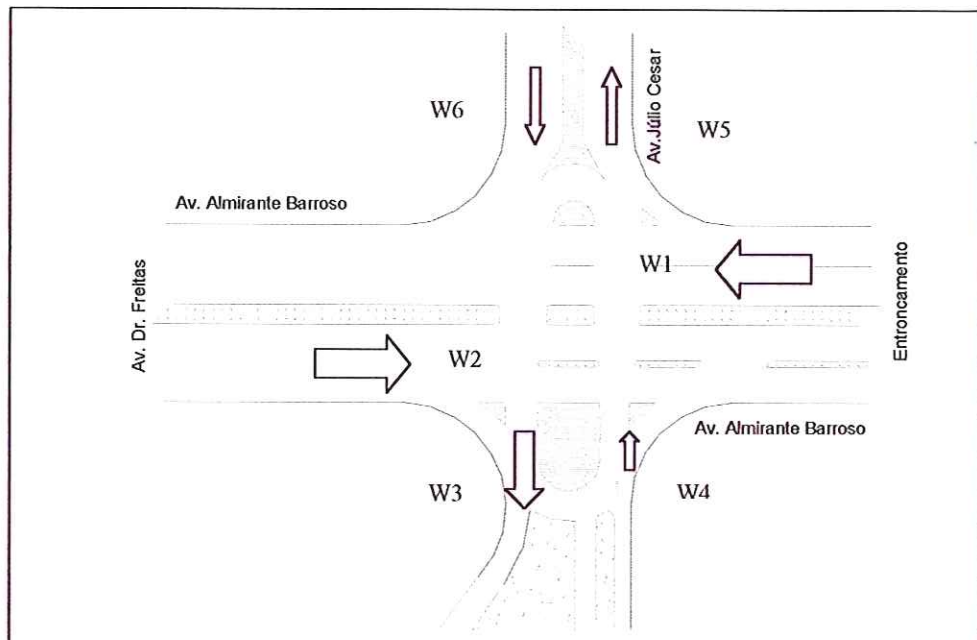 W6
Av.Júlio Cesar
W5
Av. Almirante Barroso
W1
Av. Dr. Freitas
Entroncamento
W2
Av. Almirante Barroso
W3
W4